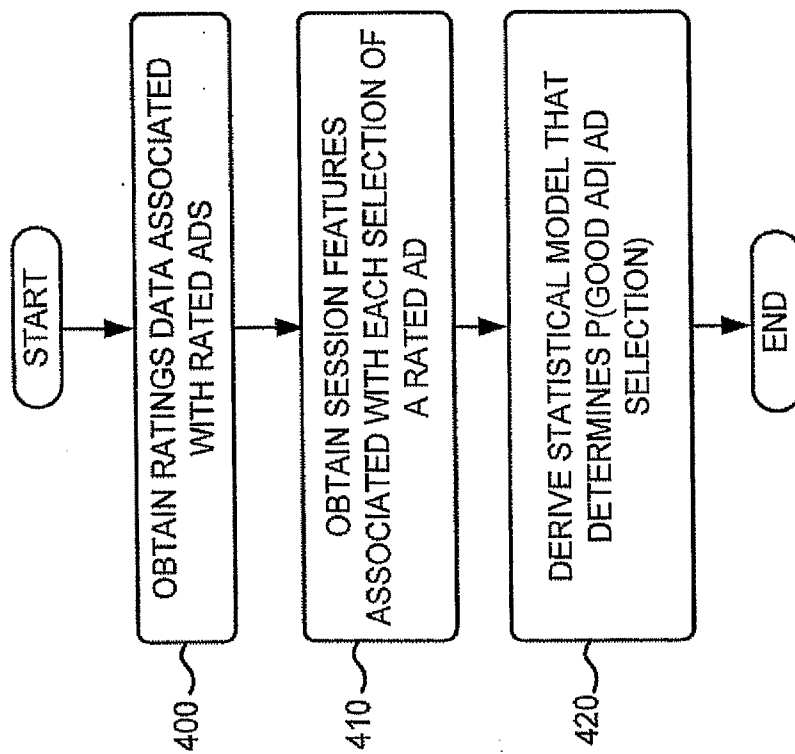 START
400
OBTAIN RATINGS DATA ASSOCIATED
WITH RATED ADS
410
OBTAIN SESSION FEATURES
ASSOCIATED WITH EACH SELECTION OF
A RATED AD
420
DERIVE STATISTICAL MODEL THAT
DETERMINES P(GOOD AD| AD
SELECTION)
END